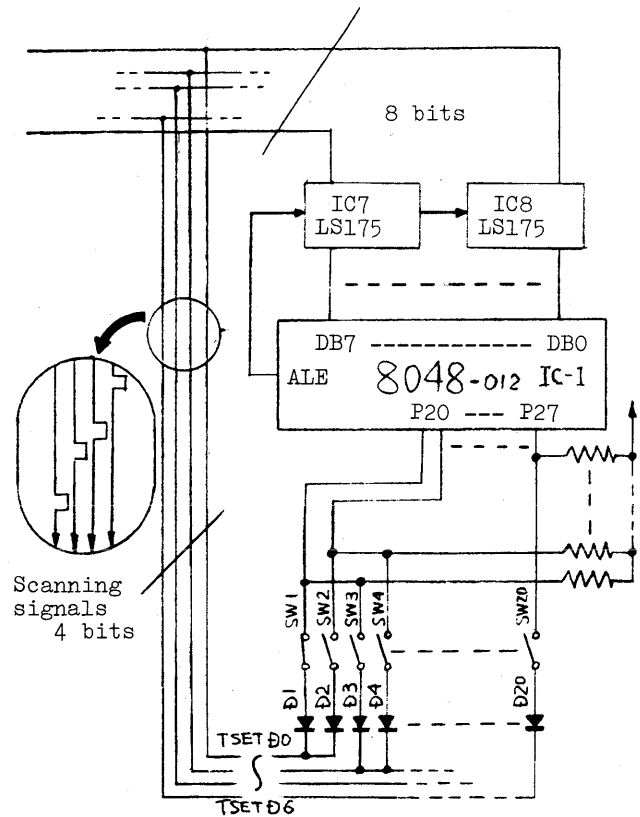 8 bits
IC7
LS175
IC8
LS175
DB7 DB0
ALE 8048-012 IC-1
P20 --- P27
Scanning
signals
4 bits
SW1
SW2
SW3
SW4
SW20
D1
D2
D3
D4
D20
TSET D0
TSET D6